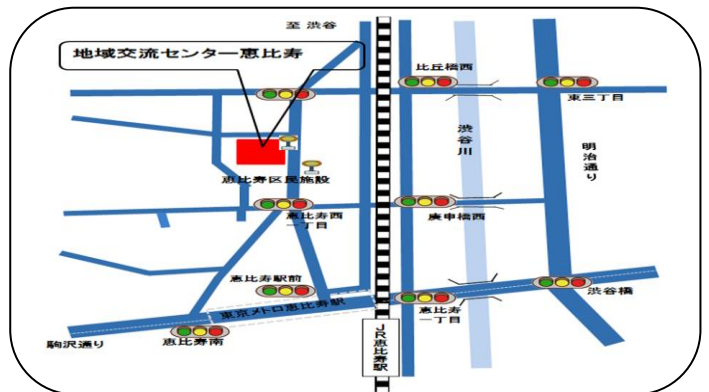 至 渋谷
地域交流センター恵比寿
比丘橋西
東三丁目
渋谷川
明治通り
恵比寿区民施設
恵比寿西
一丁目
庚申橋西
恵比寿駅前
渋谷橋
東京メトロ恵比寿駅
恵比寿
一丁目
駒沢通り
恵比寿南
JR恵比寿駅